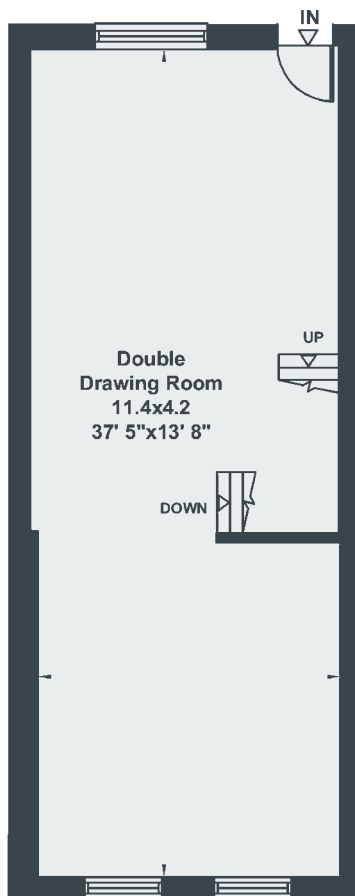 IN
UP
Double
Drawing Room
11.4x4.2
37' 5"x13' 8"
DOWN